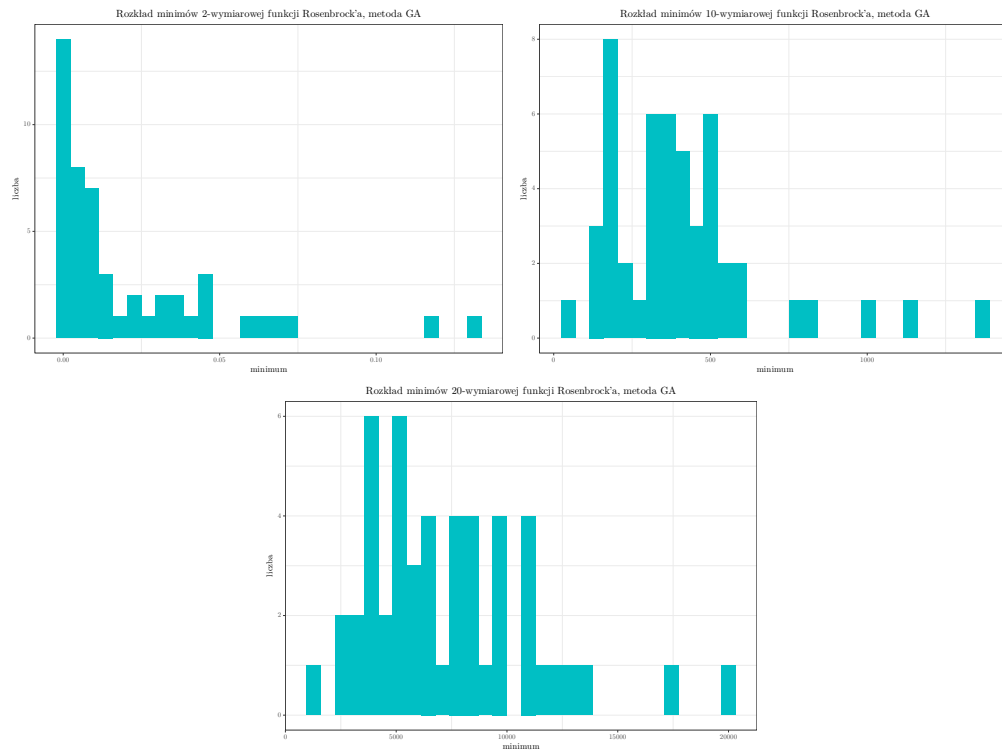 Rozkład minimów 2-wymiarowej funkcji Rosenbrock'a, metoda GA
10
5
0
liczba
0.00 0.05 0.10
minimum
Rozkład minimów 10-wymiarowej funkcji Rosenbrock'a, metoda GA
8
6
4
2
0
liczba
0 500 1000
minimum
Rozkład minimów 20-wymiarowej funkcji Rosenbrock'a, metoda GA
6
4
2
0
liczba
0 5000 10000 15000 20000
minimum